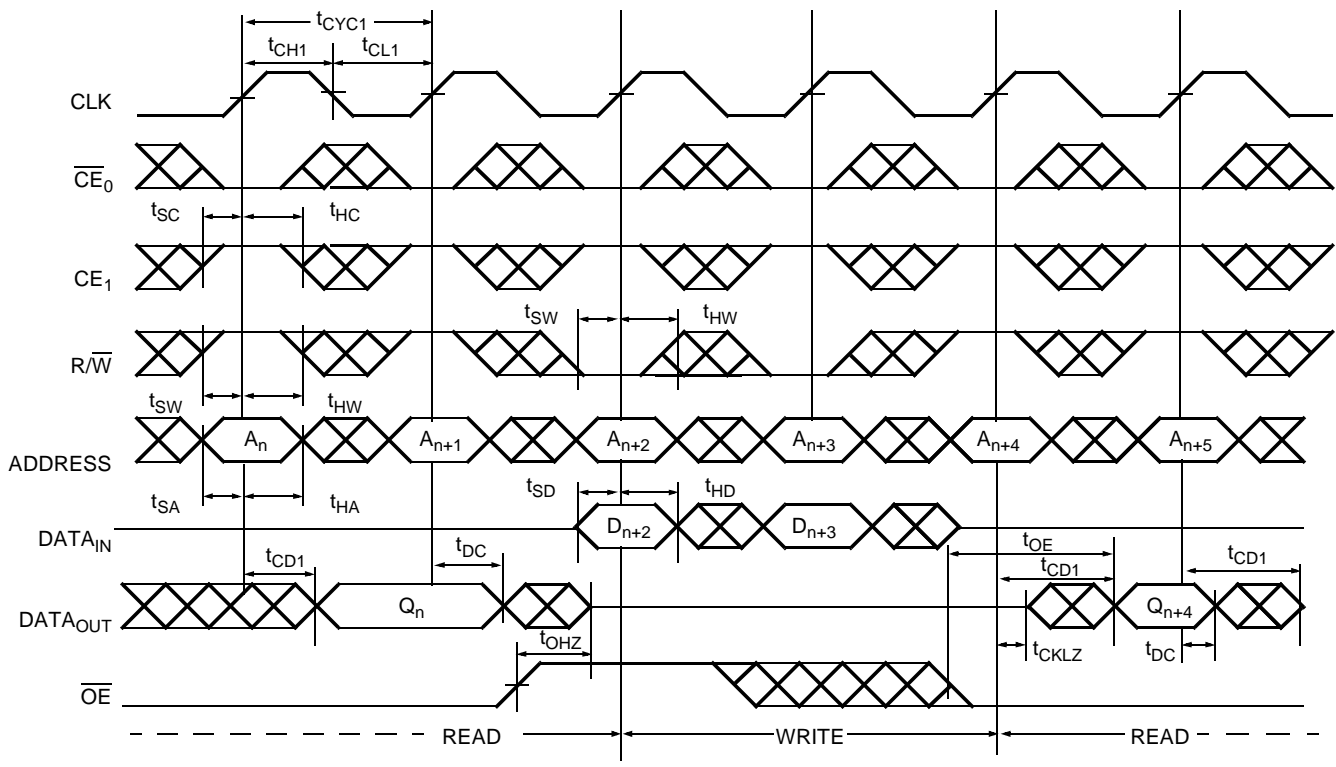 tCYC1
tCH1 tCL1
CLK
CE0
tSC tHC
CE1
tSW tHW
R/W
tSW tHW
An An+1 An+2 An+3 An+4 An+5
ADDRESS
tSA tHA tSD tHD
DATAIN Dn+2 Dn+3
tOE
tCD1 tDC tCD1 tCD1
DATAOUT Qn Qn+4
tOHZ tCKLZ tDC
OE
READ WRITE READ